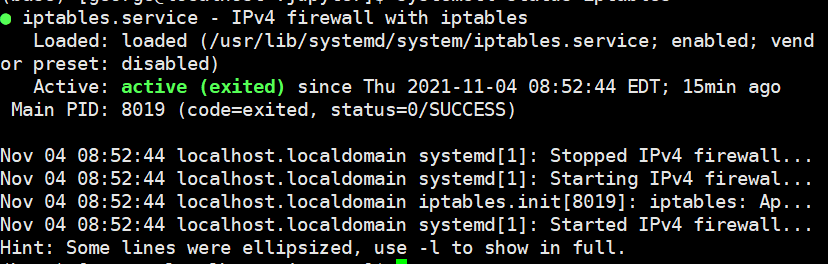 ● iptables.service - IPv4 firewall with iptables
   Loaded: loaded (/usr/lib/systemd/system/iptables.service; enabled; vend
or preset: disabled)
   Active: active (exited) since Thu 2021-11-04 08:52:44 EDT; 15min ago
 Main PID: 8019 (code=exited, status=0/SUCCESS)

Nov 04 08:52:44 localhost.localdomain systemd[1]: Stopped IPv4 firewall...
Nov 04 08:52:44 localhost.localdomain systemd[1]: Starting IPv4 firewal...
Nov 04 08:52:44 localhost.localdomain iptables.init[8019]: iptables: Ap...
Nov 04 08:52:44 localhost.localdomain systemd[1]: Started IPv4 firewall...
Hint: Some lines were ellipsized, use -l to show in full.